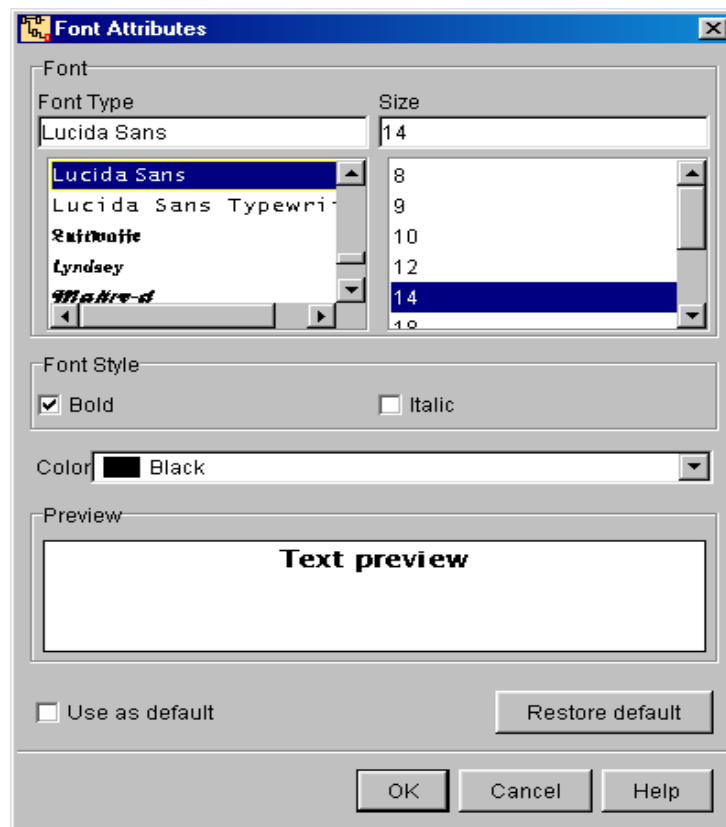 Font Attributes
Font
Font Type Size
Lucida Sans 14
Lucida Sans 8
Lucida Sans Typewri 9
10
Lyndsey 12
14
Font Style
Bold Italic
Color Black
Preview
Text preview
Use as default Restore default
OK Cancel Help